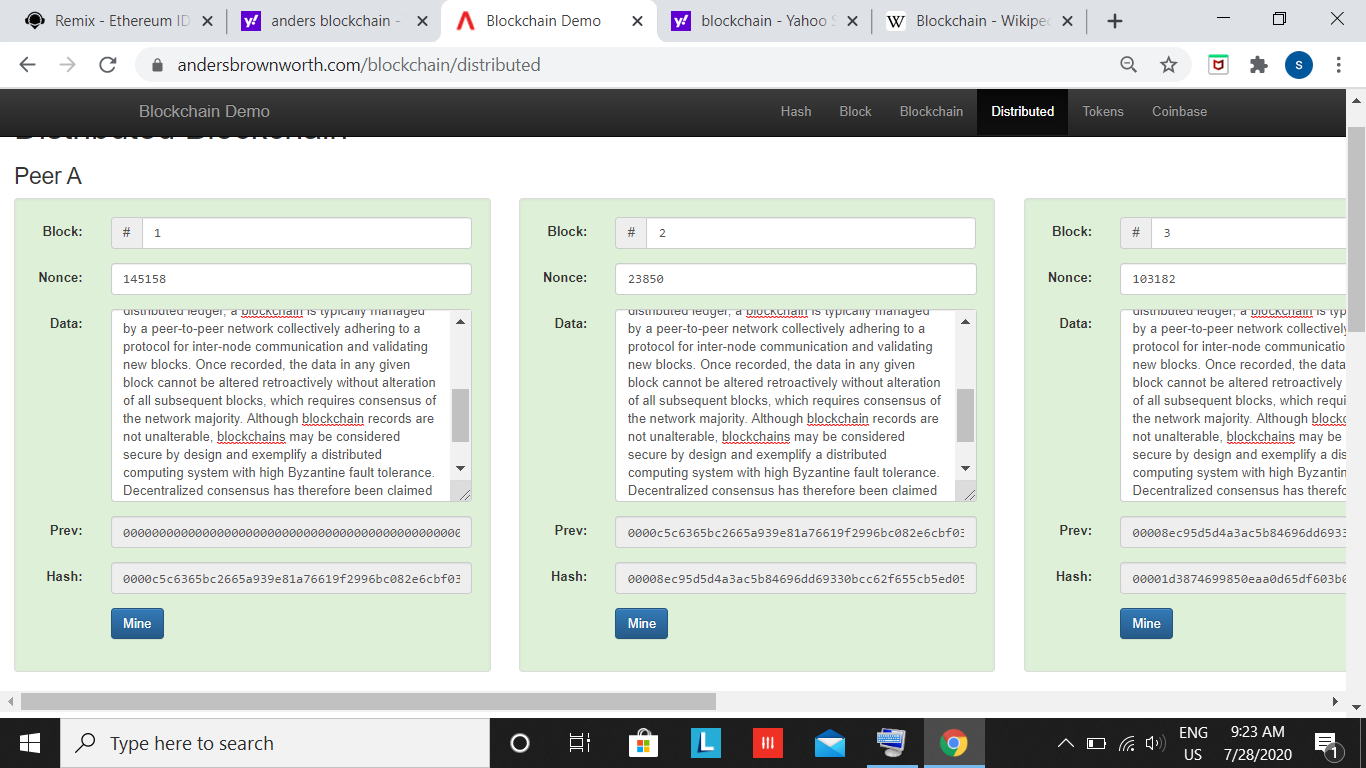 Remix - Ethereum ID
anders blockchain -
Blockchain Demo
blockchain - Yahoo S
Blockchain - Wikipe
andersbrownworth.com/blockchain/distributed
S
Blockchain Demo
Hash
Block
Blockchain
Distributed
Tokens
Coinbase
Distributed Blockchain
Peer A
Block:
# 1
Nonce:
145158
Data:
distributed ledger, a blockchain is typically managed
by a peer-to-peer network collectively adhering to a
protocol for inter-node communication and validating
new blocks. Once recorded, the data in any given
block cannot be altered retroactively without alteration
of all subsequent blocks, which requires consensus of
the network majority. Although blockchain records are
not unalterable, blockchains may be considered
secure by design and exemplify a distributed
computing system with high Byzantine fault tolerance.
Decentralized consensus has therefore been claimed
Prev:
00000000000000000000000000000000000000000000000
Hash:
0000c5c6365bc2665a939e81a76619f2996bc082e6cbf03
Mine
Block:
# 2
Nonce:
23850
Data:
distributed ledger, a blockchain is typically managed
by a peer-to-peer network collectively adhering to a
protocol for inter-node communication and validating
new blocks. Once recorded, the data in any given
block cannot be altered retroactively without alteration
of all subsequent blocks, which requires consensus of
the network majority. Although blockchain records are
not unalterable, blockchains may be considered
secure by design and exemplify a distributed
computing system with high Byzantine fault tolerance.
Decentralized consensus has therefore been claimed
Prev:
0000c5c6365bc2665a939e81a76619f2996bc082e6cbf03
Hash:
00008ec95d5d4a3ac5b84696dd69330bcc62f655cb5ed05
Mine
Block:
# 3
Nonce:
103182
Data:
distributed ledger, a blockchain is typ
by a peer-to-peer network collectively
protocol for inter-node communicatio
new blocks. Once recorded, the data
block cannot be altered retroactively
of all subsequent blocks, which requi
the network majority. Although blockc
not unalterable, blockchains may be
secure by design and exemplify a dis
computing system with high Byzantin
Decentralized consensus has therefo
Prev:
00008ec95d5d4a3ac5b84696dd6933
Hash:
00001d3874699850eaa0d65df603b0
Mine
Type here to search
L
ENG
US
9:23 AM
7/28/2020
1